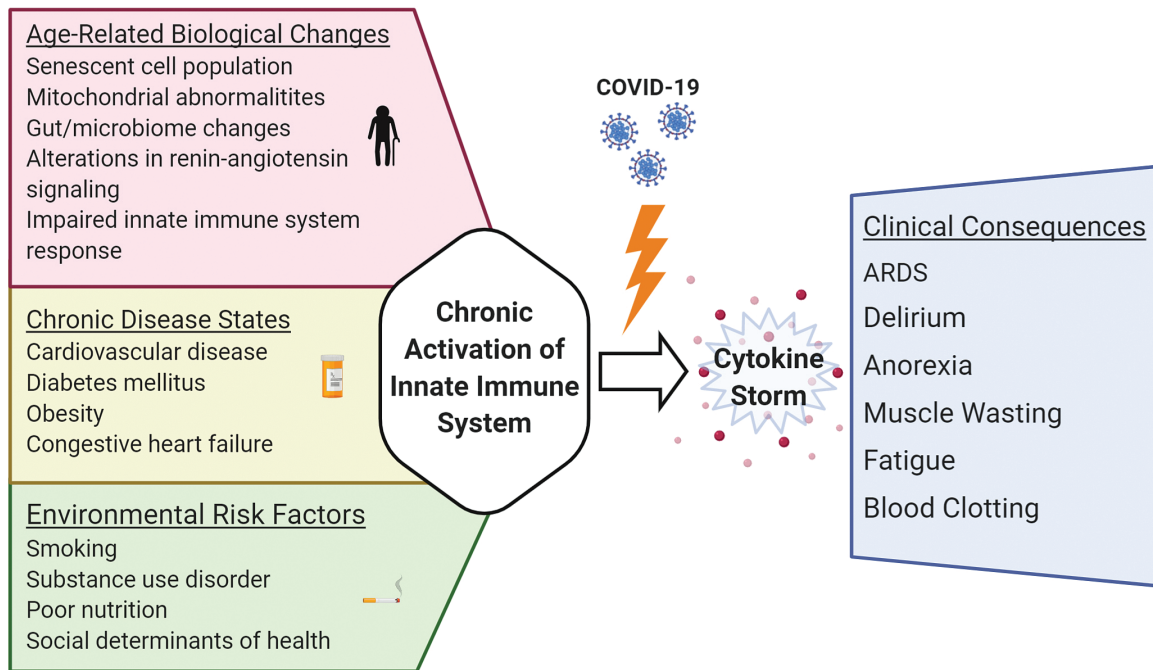 Age-Related Biological Changes
Senescent cell population
Mitochondrial abnormalitites
Gut/microbiome changes
Alterations in renin-angiotensin
signaling
Impaired innate immune system
response
Chronic Disease States
Cardiovascular disease
Diabetes mellitus
Obesity
Congestive heart failure
Environmental Risk Factors
Smoking
Substance use disorder
Poor nutrition
Social determinants of health
Chronic
Activation of
Innate Immune
System
COVID-19
Cytokine
Storm
Clinical Consequences
ARDS
Delirium
Anorexia
Muscle Wasting
Fatigue
Blood Clotting